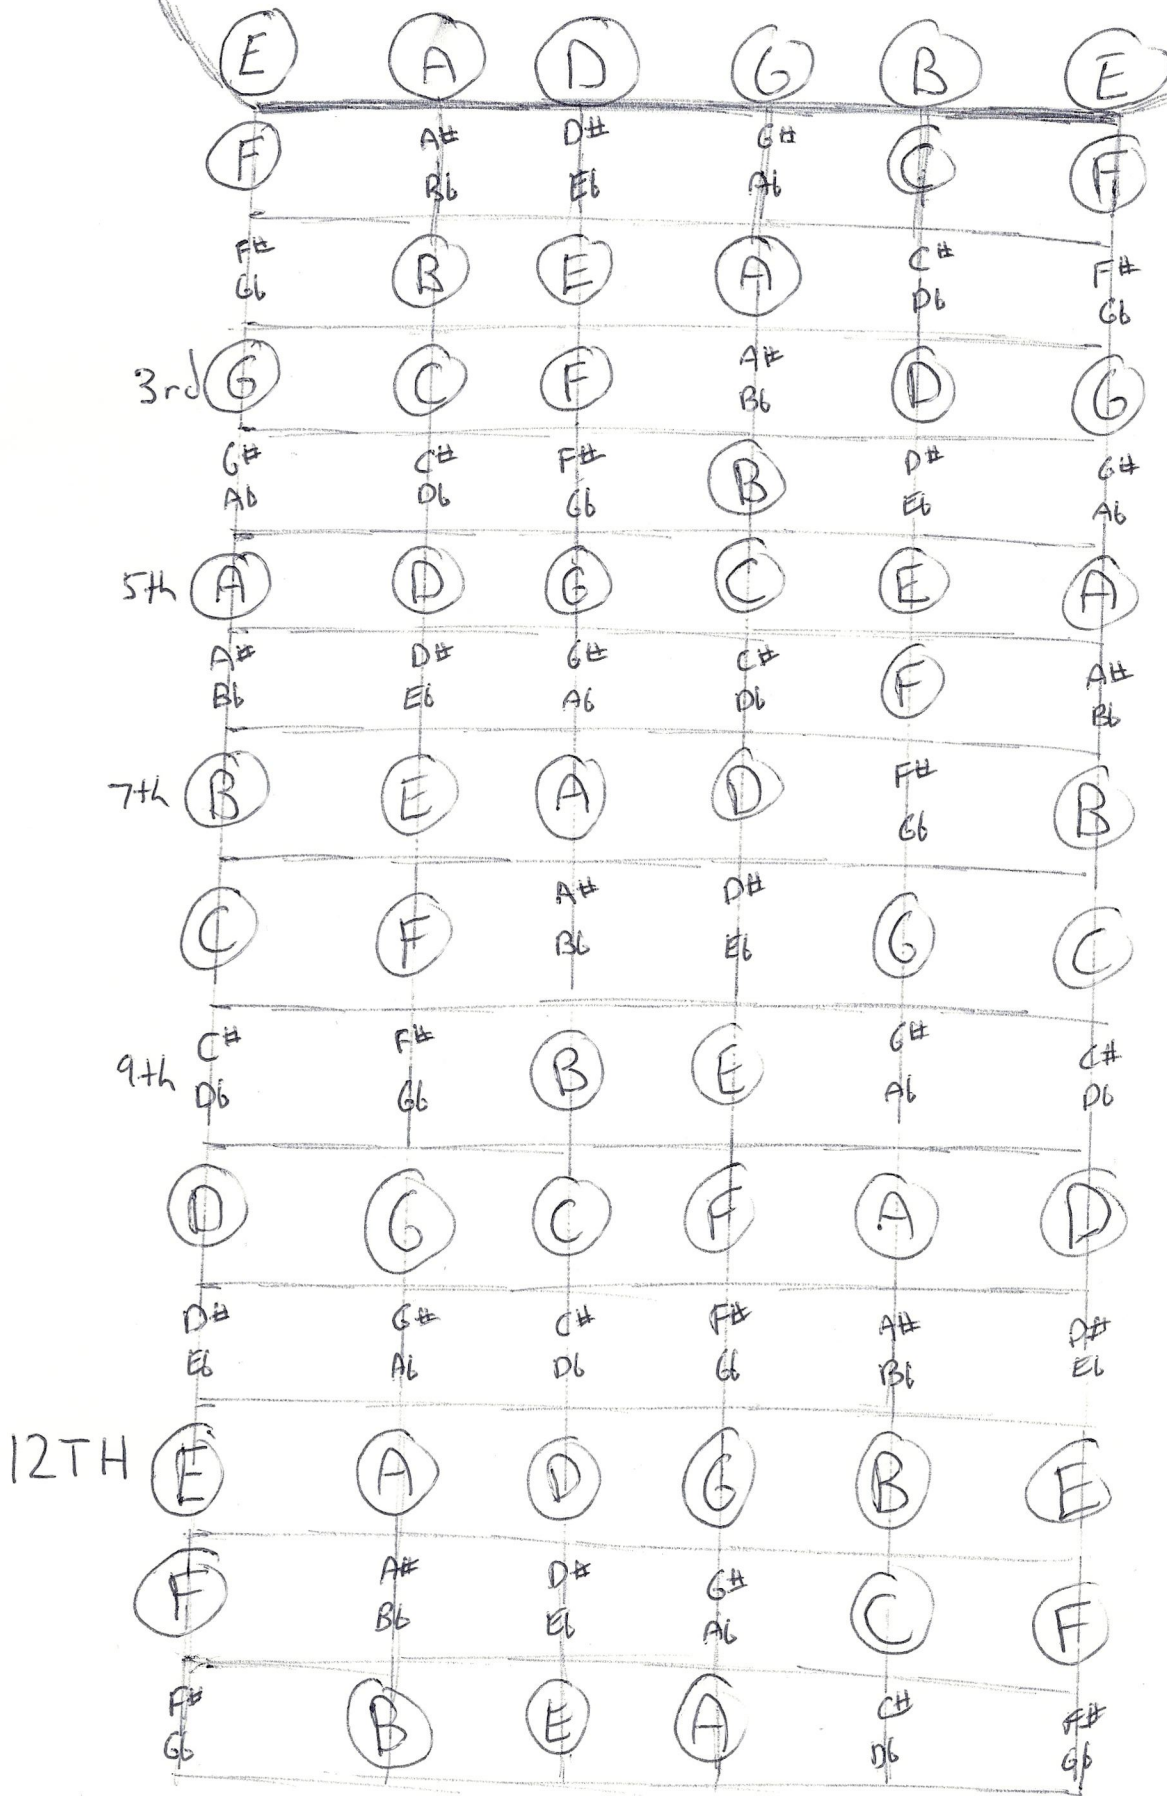 E A D G B E
F A# D# G# C F
Bb Eb Ab
F# B E A C# F#
Gb Db Gb
3rd G C F A# D G
Bb
G# C# F# B D# G#
Ab Db Gb Eb Ab
5th A D G C E A
A# D# G# C# F A#
Bb Eb Ab Db Bb
7th B E A D F# B
Gb
C F A# D# G C
Bb Eb
9th C# F# B E G# C#
Db Gb Ab Db
D G C F A D
D# G# C# F# A# D#
Eb Ab Db Gb Bb Eb
12TH E A D G B E
F A# D# G# C F
Bb Eb Ab
F# B E A C# F#
Gb Db Gb